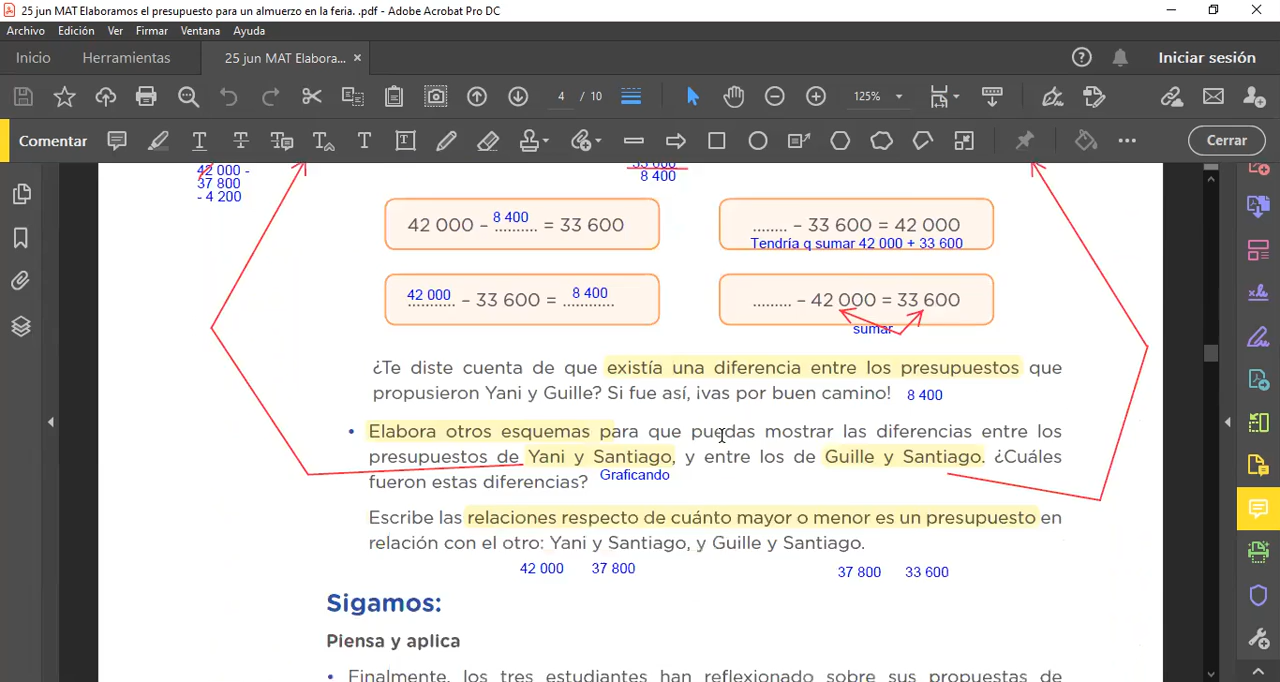 25 jun MAT Elaboramos el presupuesto para un almuerzo en la feria. .pdf - Adobe Acrobat Pro DC
Archivo Edición Ver Firmar Ventana Ayuda
Inicio Herramientas 25 jun MAT Elabora... × Iniciar sesión
4 / 10 125%
Comentar Cerrar
42 000 -
37 800
- 4 200
33 600
8 400
42 000 – 8 400 = 33 600
........ – 33 600 = 42 000
Tendría q sumar 42 000 + 33 600
42 000 – 33 600 = 8 400
........ – 42 000 = 33 600
sumar
¿Te diste cuenta de que existía una diferencia entre los presupuestos que
propusieron Yani y Guille? Si fue así, ¡vas por buen camino! 8 400
• Elabora otros esquemas para que puedas mostrar las diferencias entre los
presupuestos de Yani y Santiago, y entre los de Guille y Santiago. ¿Cuáles
fueron estas diferencias? Graficando
Escribe las relaciones respecto de cuánto mayor o menor es un presupuesto en
relación con el otro: Yani y Santiago, y Guille y Santiago.
42 000 37 800 37 800 33 600
Sigamos:
Piensa y aplica
• Finalmente, los tres estudiantes han reflexionado sobre sus propuestas de